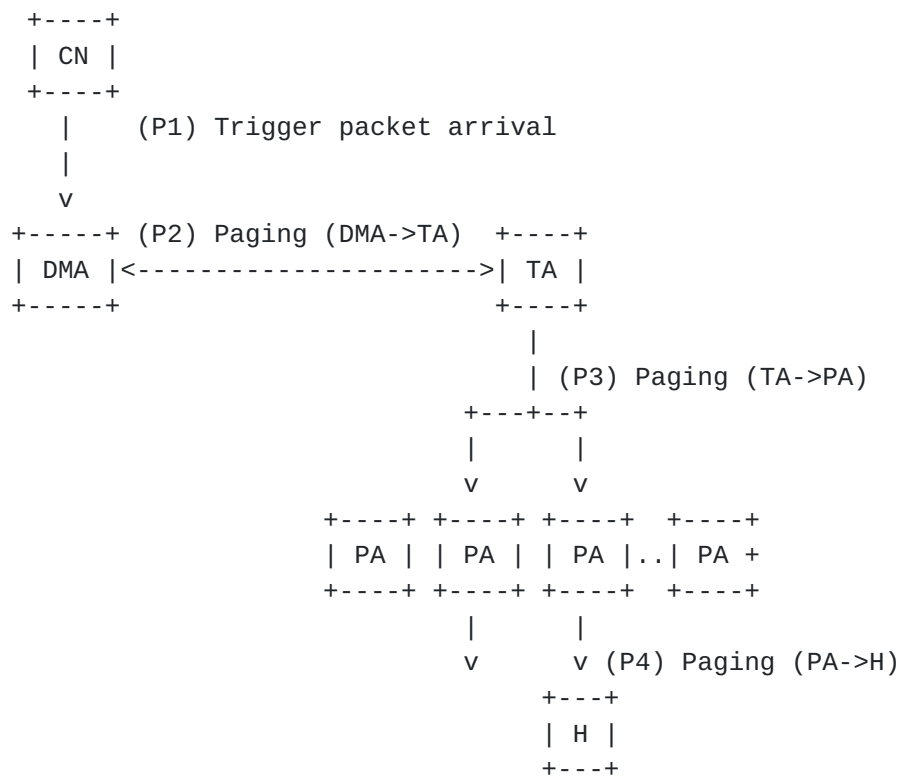 CN
(P1) Trigger packet arrival
(P2) Paging (DMA->TA)
DMA TA
(P3) Paging (TA->PA)
PA PA PA .. PA
(P4) Paging (PA->H)
H